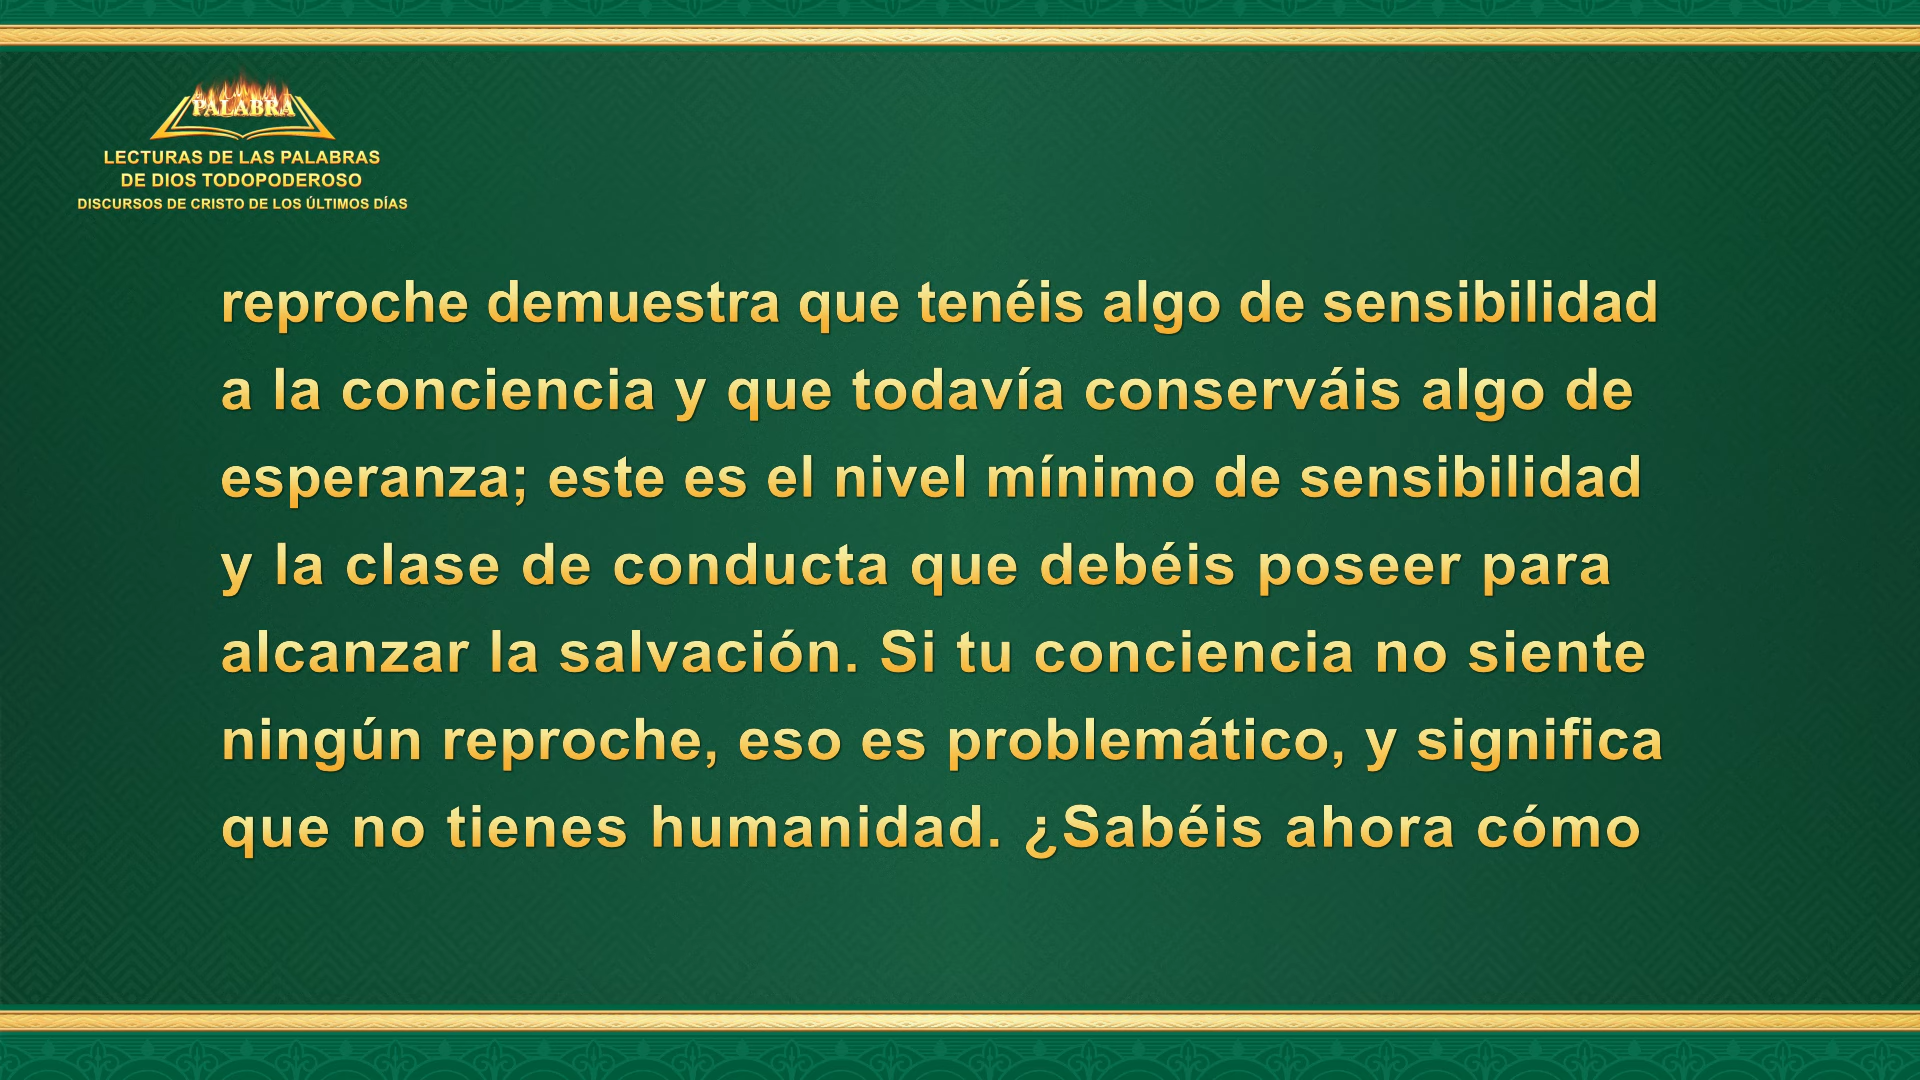 PALABRA
LECTURAS DE LAS PALABRAS
DE DIOS TODOPODEROSO
DISCURSOS DE CRISTO DE LOS ÚLTIMOS DÍAS
reproche demuestra que tenéis algo de sensibilidad
a la conciencia y que todavía conserváis algo de
esperanza; este es el nivel mínimo de sensibilidad
y la clase de conducta que debéis poseer para
alcanzar la salvación. Si tu conciencia no siente
ningún reproche, eso es problemático, y significa
que no tienes humanidad. ¿Sabéis ahora cómo